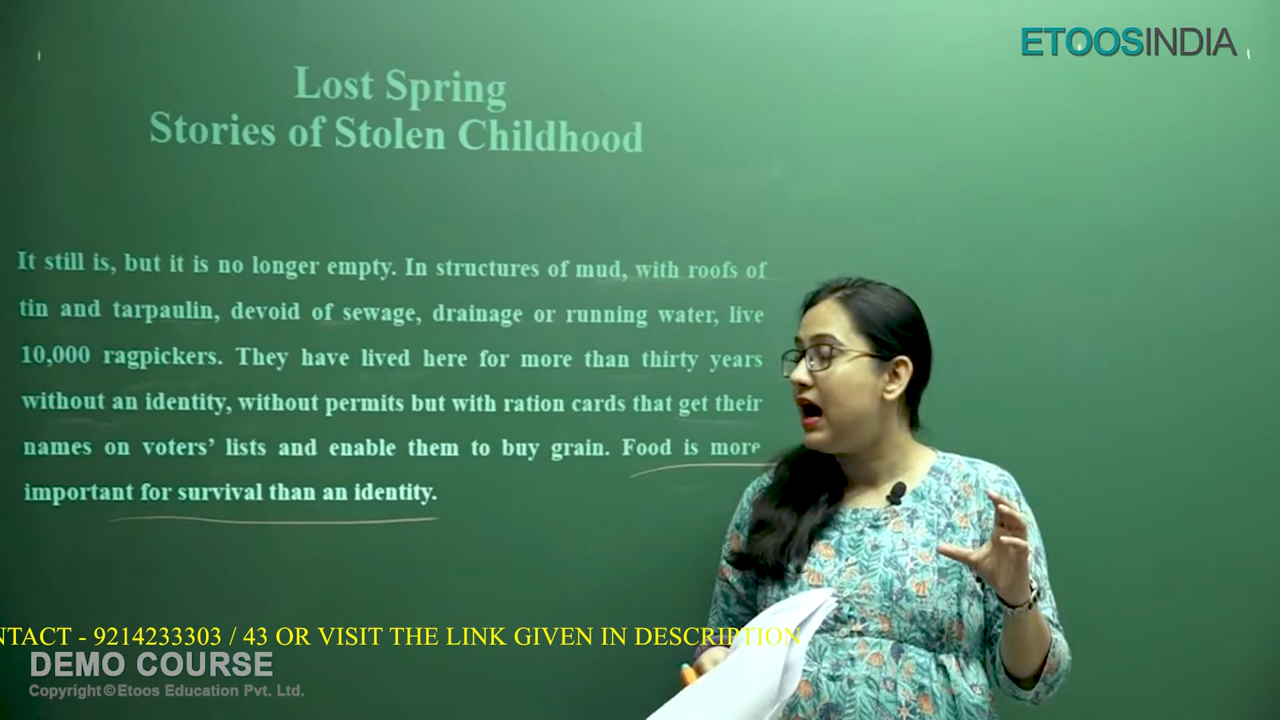 ETOOSINDIA
Lost Spring
Stories of Stolen Childhood
It still is, but it is no longer empty. In structures of mud, with roofs of
tin and tarpaulin, devoid of sewage, drainage or running water, live
10,000 ragpickers. They have lived here for more than thirty years
without an identity, without permits but with ration cards that get their
names on voters’ lists and enable them to buy grain. Food is more
important for survival than an identity.
NTACT - 9214233303 / 43 OR VISIT THE LINK GIVEN IN DESCRIPTION
DEMO COURSE
Copyright © Etoos Education Pvt. Ltd.